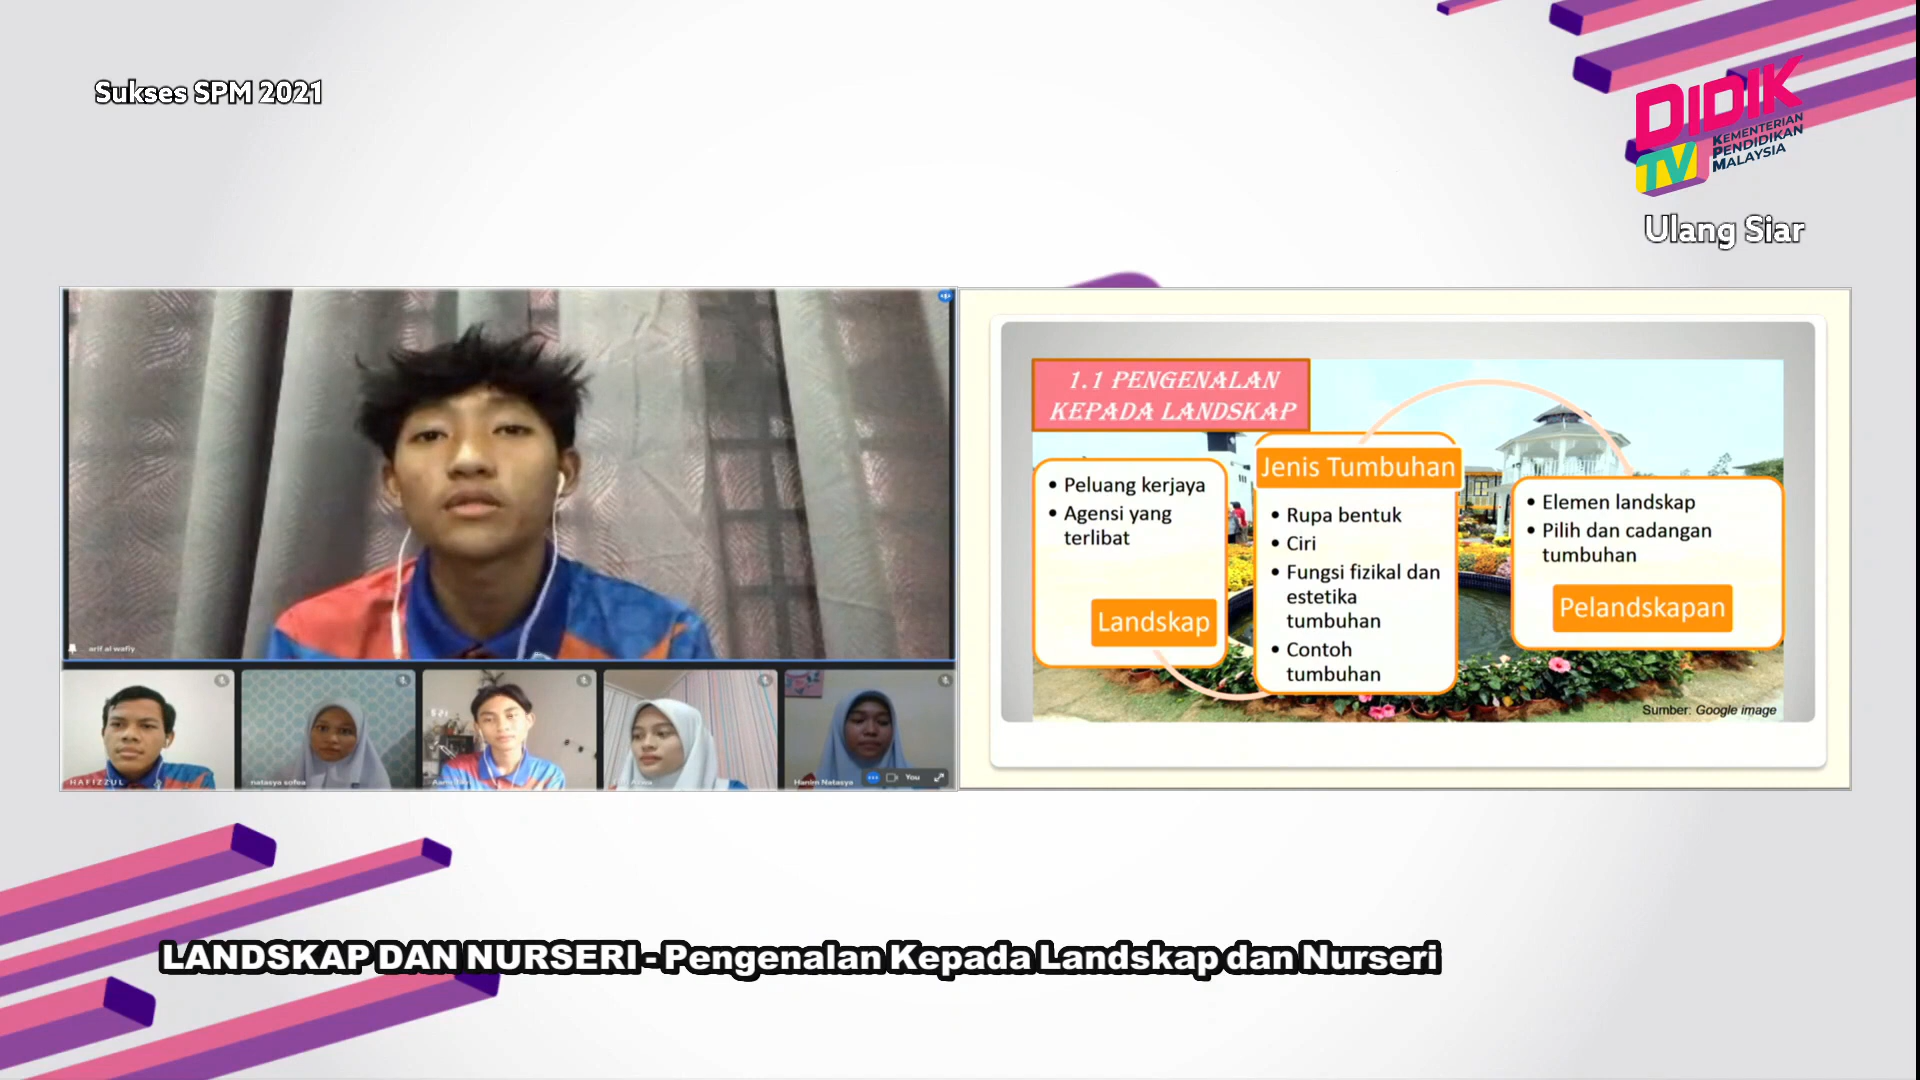 Sukses SPM 2021
DIDIK
TV
KEMENTERIAN
PENDIDIKAN
MALAYSIA
Ulang Siar
arif al wafiy
HAFIZZUL
natasya sofea
Hanim Natasya
You
1.1 PENGENALAN
KEPADA LANDSKAP
• Peluang kerjaya
• Agensi yang
terlibat
Landskap
Jenis Tumbuhan
• Rupa bentuk
• Ciri
• Fungsi fizikal dan
estetika
tumbuhan
• Contoh
tumbuhan
• Elemen landskap
• Pilih dan cadangan
tumbuhan
Pelandskapan
Sumber: Google image
LANDSKAP DAN NURSERI - Pengenalan Kepada Landskap dan Nurseri